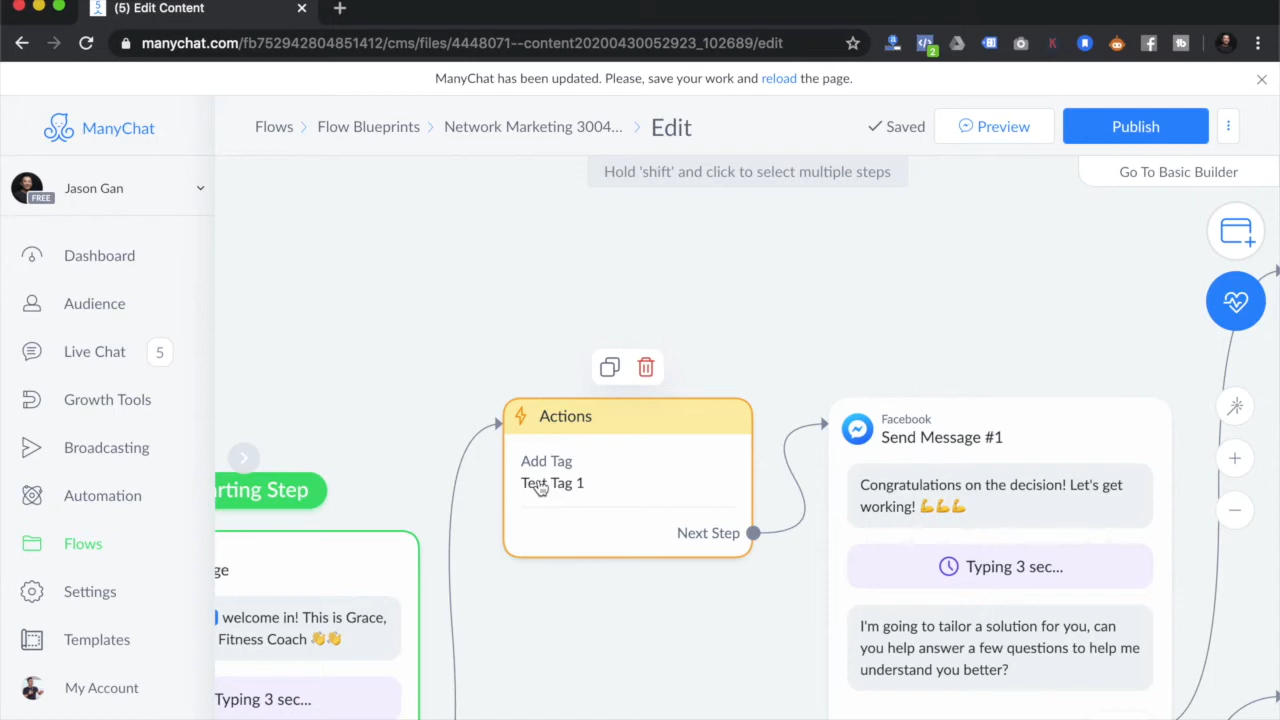 (5) Edit Content
manychat.com/fb752942804851412/cms/files/4448071--content20200430052923_102689/edit
2
ManyChat has been updated. Please, save your work and reload the page.
ManyChat
Flows
Flow Blueprints
Network Marketing 3004...
Edit
Saved
Preview
Publish
Hold 'shift' and click to select multiple steps
Go To Basic Builder
Jason Gan
FREE
Dashboard
Audience
Live Chat
5
Growth Tools
Broadcasting
Automation
Flows
Settings
Templates
My Account
rting Step
ge
welcome in! This is Grace,
Fitness Coach 👋👋
Typing 3 sec...
Actions
Add Tag
Test Tag 1
Next Step
Facebook
Send Message #1
Congratulations on the decision! Let's get
working! 💪💪💪
Typing 3 sec...
I'm going to tailor a solution for you, can
you help answer a few questions to help me
understand you better?